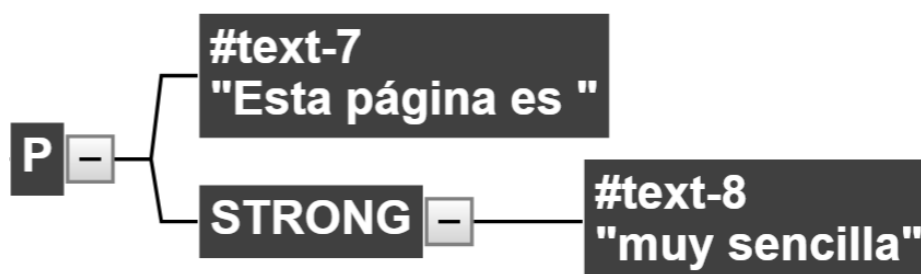 #text-7
"Esta página es "
P
STRONG
#text-8
"muy sencilla"